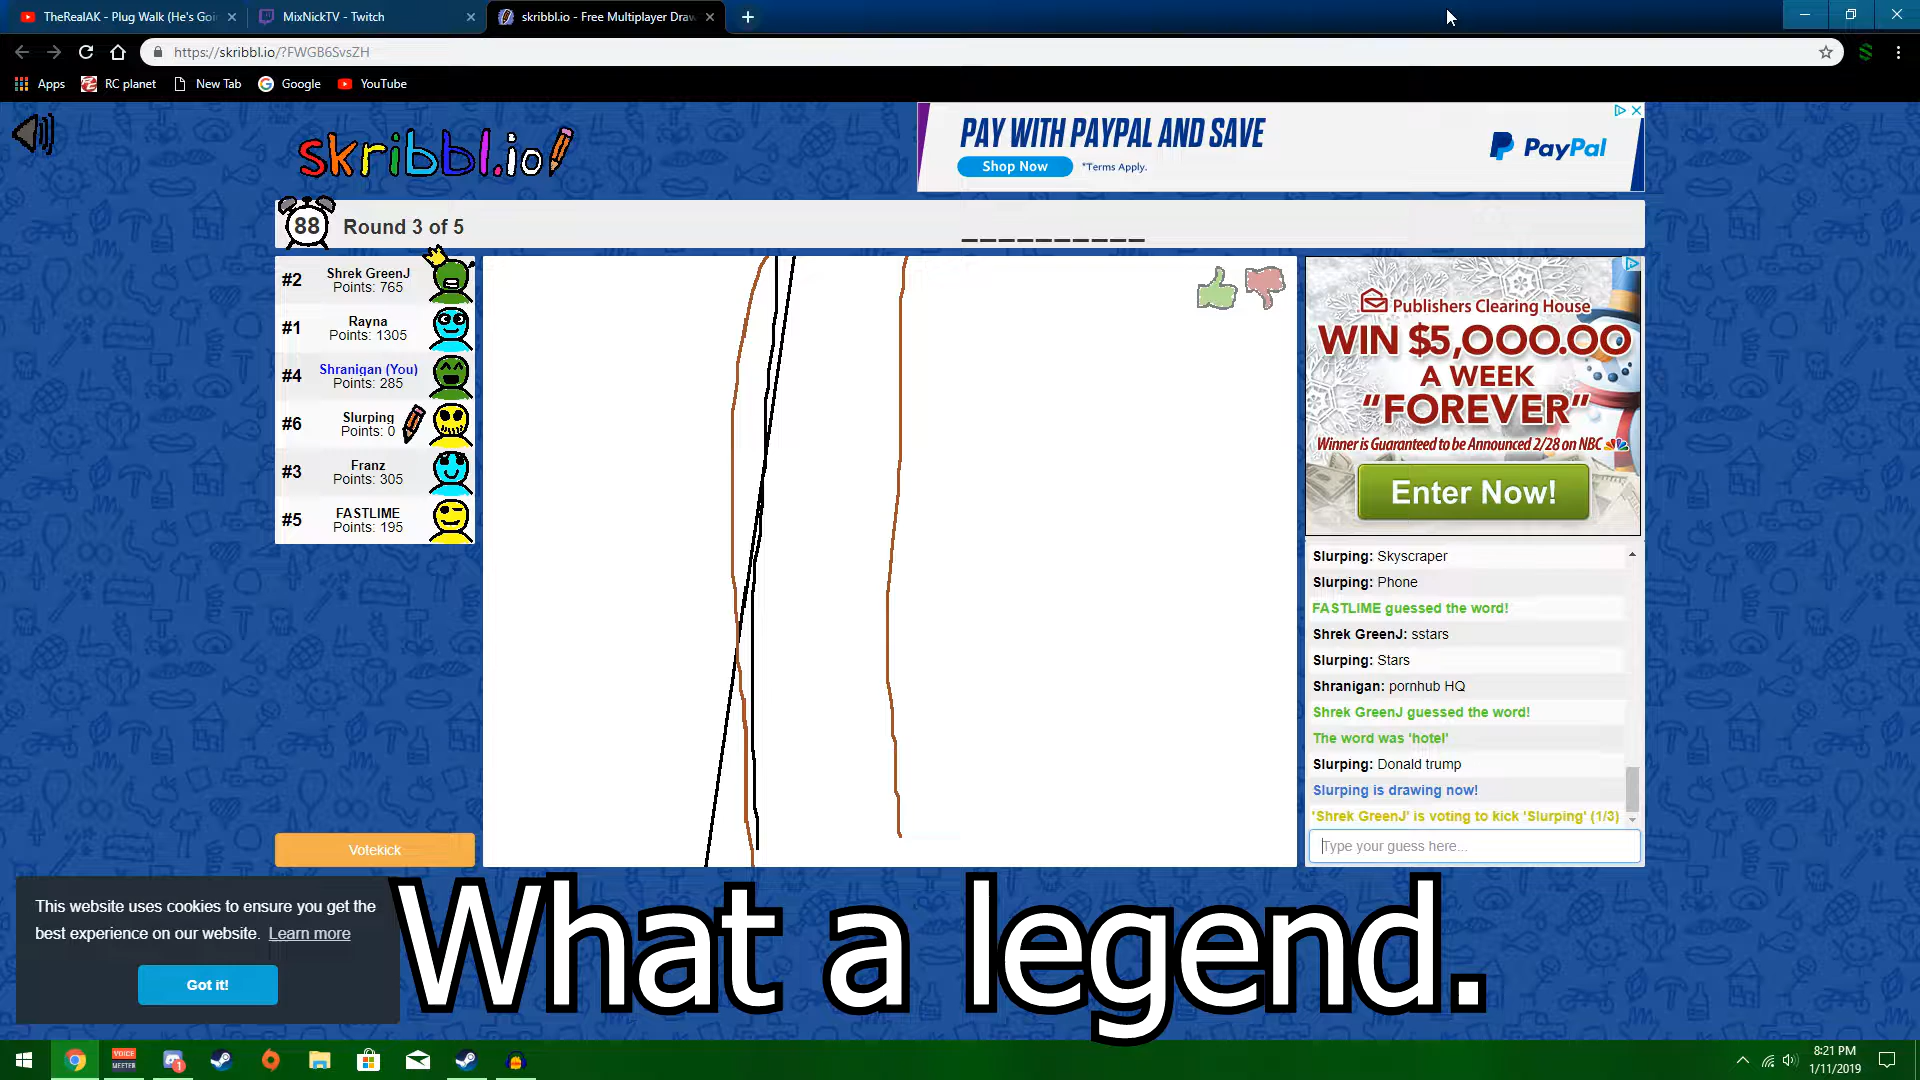 TheRealAK - Plug Walk (He's Goi
MixNickTV - Twitch
skribbl.io - Free Multiplayer Draw
https://skribbl.io/?FWGB6SvsZH
Apps
RC planet
New Tab
Google
YouTube
skribbl.io
PAY WITH PAYPAL AND SAVE
Shop Now
*Terms Apply.
PayPal
88
Round 3 of 5
__________
#2
Shrek GreenJ
Points: 765
#1
Rayna
Points: 1305
#4
Shranigan (You)
Points: 285
#6
Slurping
Points: 0
#3
Franz
Points: 305
#5
FASTLIME
Points: 195
Votekick
Publishers Clearing House
WIN $5,000.00
A WEEK
"FOREVER"
Winner is Guaranteed to be Announced 2/28 on NBC
Enter Now!
Slurping: Skyscraper
Slurping: Phone
FASTLIME guessed the word!
Shrek GreenJ: sstars
Slurping: Stars
Shranigan: pornhub HQ
Shrek GreenJ guessed the word!
The word was 'hotel'
Slurping: Donald trump
Slurping is drawing now!
'Shrek GreenJ' is voting to kick 'Slurping' (1/3)
Type your guess here...
This website uses cookies to ensure you get the
best experience on our website. Learn more
Got it!
What a legend.
VOICE
MEETER
1
8:21 PM
1/11/2019